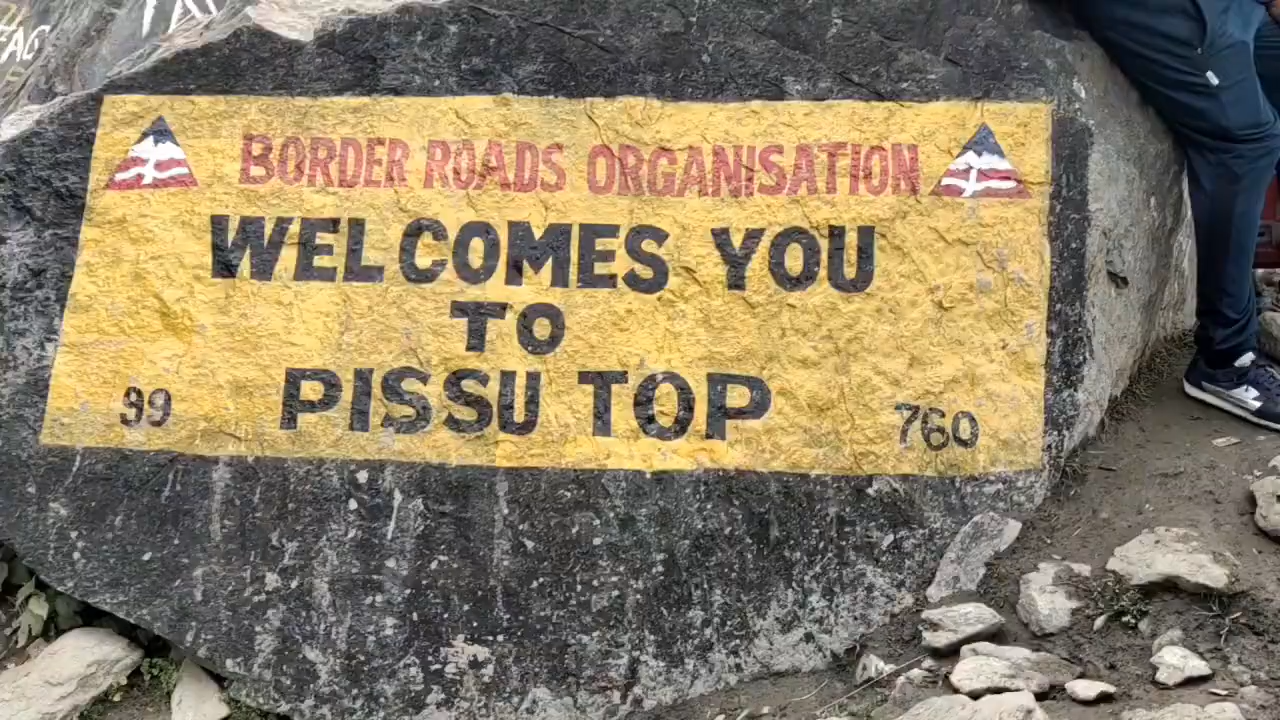 BORDER ROADS ORGANISATION
WELCOMES YOU
TO
PISSU TOP
99
760